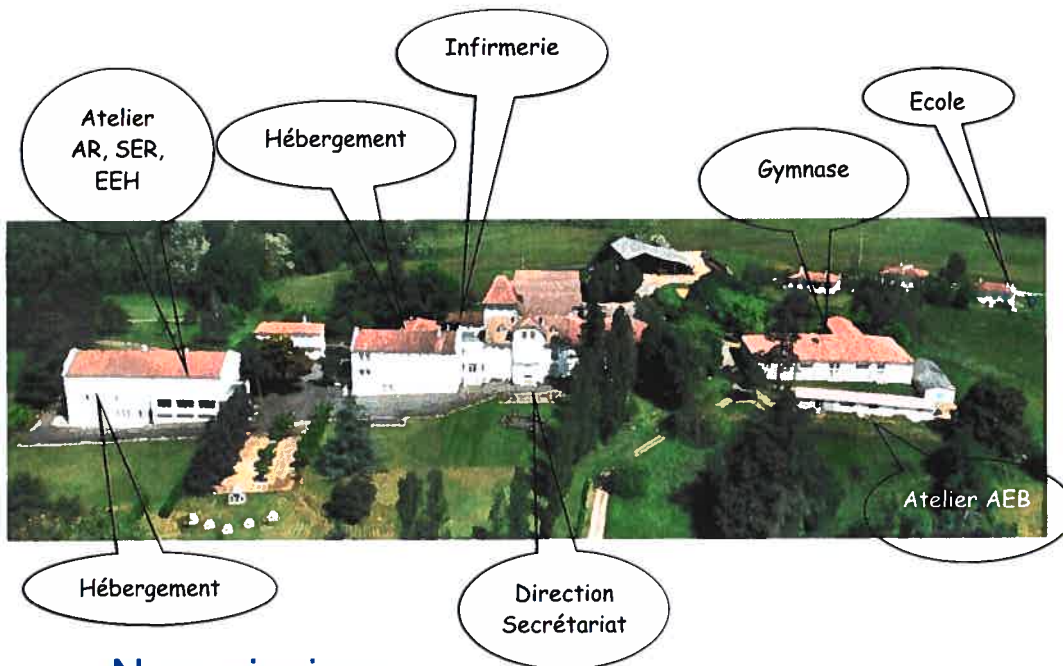 Infirmerie
Ecole
Atelier
AR, SER,
EEH
Hébergement
Gymnase
Atelier AEB
Hébergement
Direction
Secrétariat